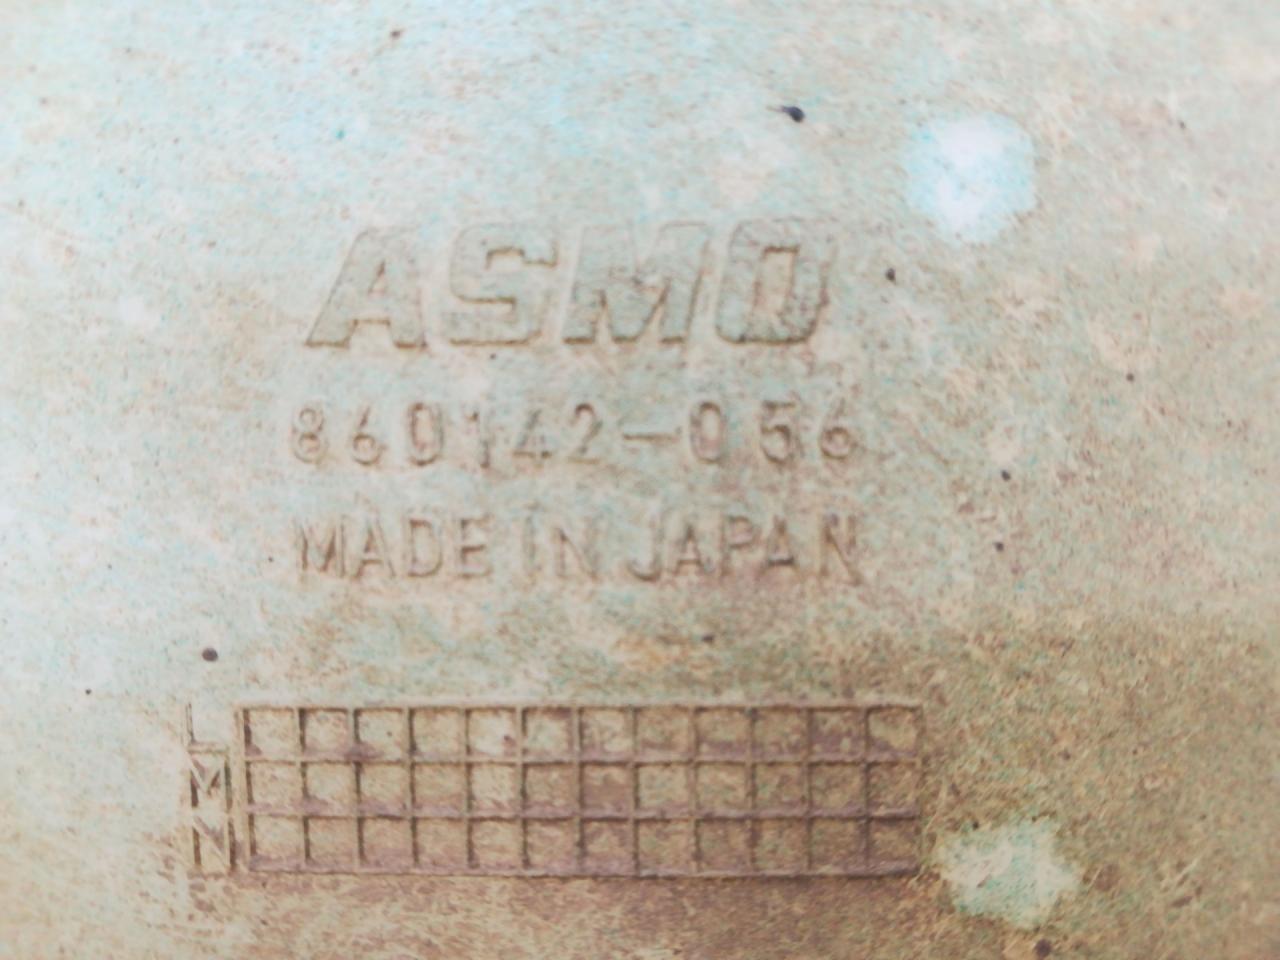 ASMO
860142-056
MADE IN JAPAN
L
M
N